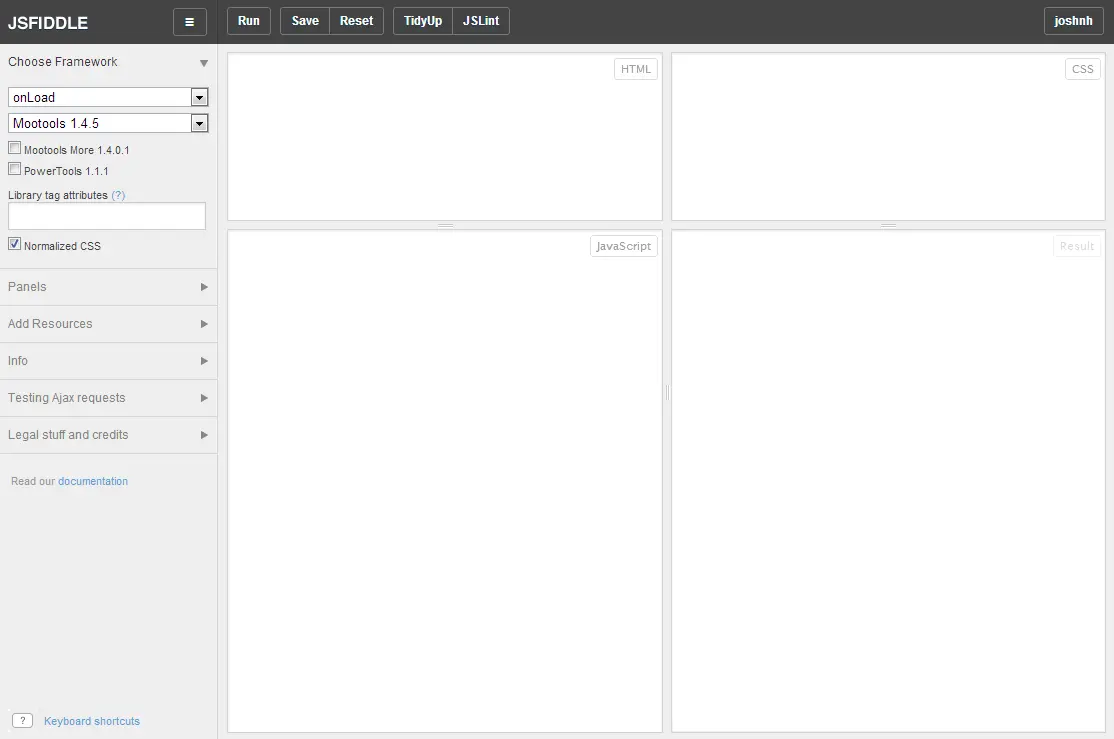 JSFIDDLE
≡
Run
Save
Reset
TidyUp
JSLint
joshnh
Choose Framework
onLoad
Mootools 1.4.5
Mootools More 1.4.0.1
PowerTools 1.1.1
Library tag attributes (?)
Normalized CSS
Panels
Add Resources
Info
Testing Ajax requests
Legal stuff and credits
Read our documentation
? Keyboard shortcuts
HTML
CSS
JavaScript
Result